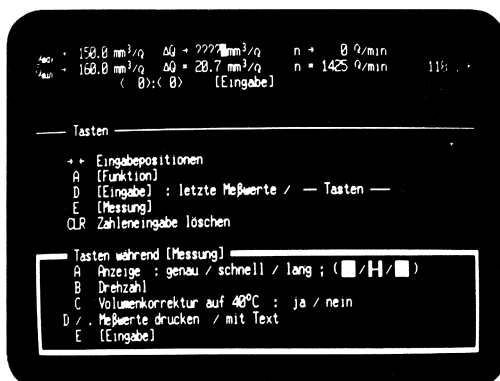 → 150.0 mm³/Q ΔQ → ????mm³/Q n → 0 Q/min
→ 160.0 mm³/Q ΔQ = 20.7 mm³/Q n = 1425 Q/min
( 0):( 0) [Eingabe]
Tasten
→← Eingabepositionen
A [Funktion]
D [Eingabe] : letzte Meßwerte / — Tasten —
E [Messung]
CLR Zahleneingabe löschen
Tasten während [Messung]
A Anzeige : genau / schnell / lang ; ( / / )
B Drehzahl
C Volumenkorrektur auf 40°C : ja / nein
D / . Meßwerte drucken / mit Text
E [Eingabe]